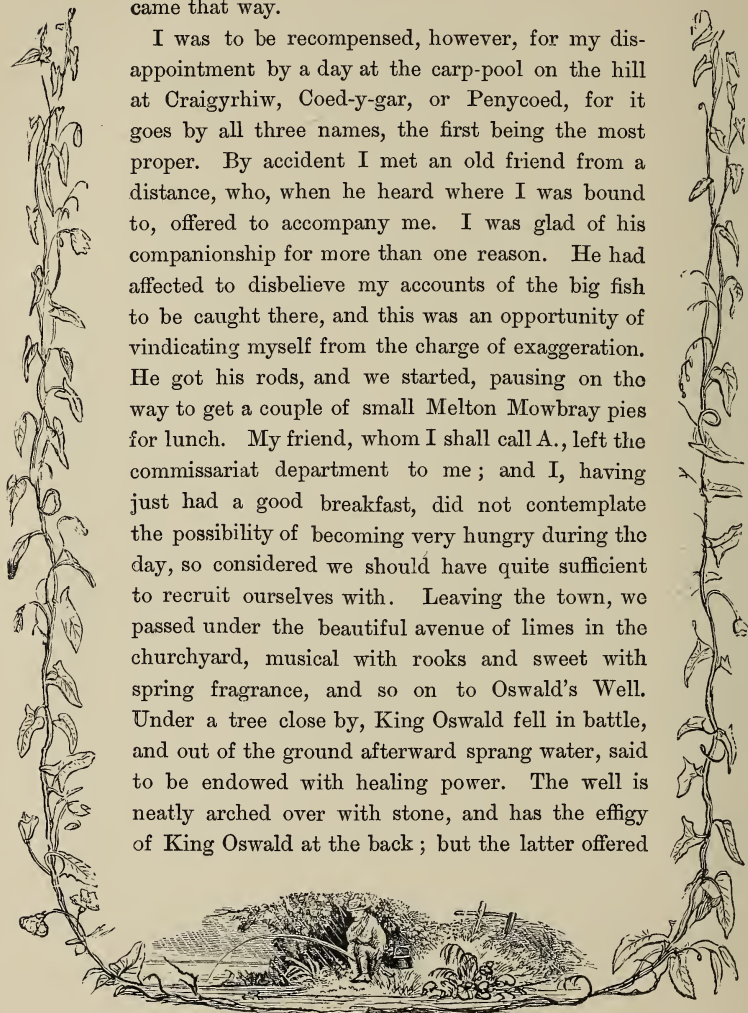 came that way.
I was to be recompensed, however, for my dis-
appointment by a day at the carp-pool on the hill
at Craigyrhiw, Coed-y-gar, or Penycoed, for it
goes by all three names, the first being the most
proper. By accident I met an old friend from a
distance, who, when he heard where I was bound
to, offered to accompany me. I was glad of his
companionship for more than one reason. He had
affected to disbelieve my accounts of the big fish
to be caught there, and this was an opportunity of
vindicating myself from the charge of exaggeration.
He got his rods, and we started, pausing on the
way to get a couple of small Melton Mowbray pies
for lunch. My friend, whom I shall call A., left the
commissariat department to me; and I, having
just had a good breakfast, did not contemplate
the possibility of becoming very hungry during the
day, so considered we should have quite sufficient
to recruit ourselves with. Leaving the town, we
passed under the beautiful avenue of limes in the
churchyard, musical with rooks and sweet with
spring fragrance, and so on to Oswald's Well.
Under a tree close by, King Oswald fell in battle,
and out of the ground afterward sprang water, said
to be endowed with healing power. The well is
neatly arched over with stone, and has the effigy
of King Oswald at the back; but the latter offered